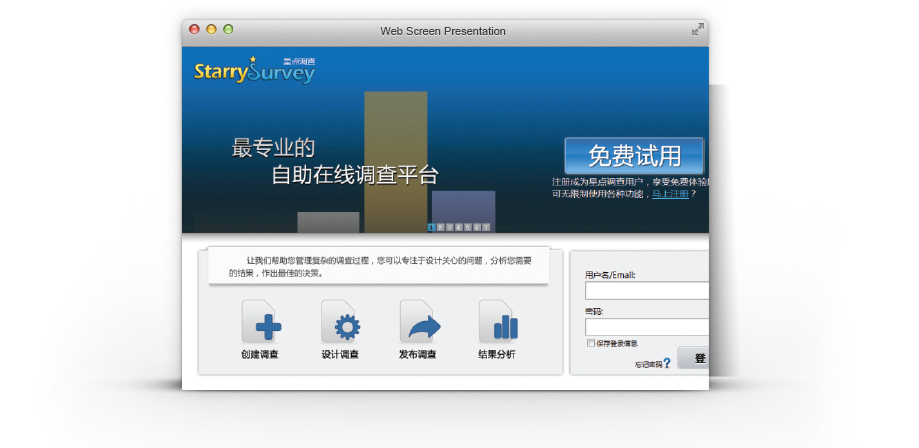 Web Screen Presentation
星点调查
StarrySurvey
最专业的
自助在线调查平台
免费试用
注册成为星点调查用户，享受免费体验
可无限制使用各种功能，马上注册？
1 2 3 4 5 6 7
让我们帮助您管理复杂的调查过程，您可以专注于设计关心的问题，分析您需要
的结果，作出最佳的决策。
创建调查
设计调查
发布调查
结果分析
用户名/Email:
密码:
保存登录信息
忘记密码?
登